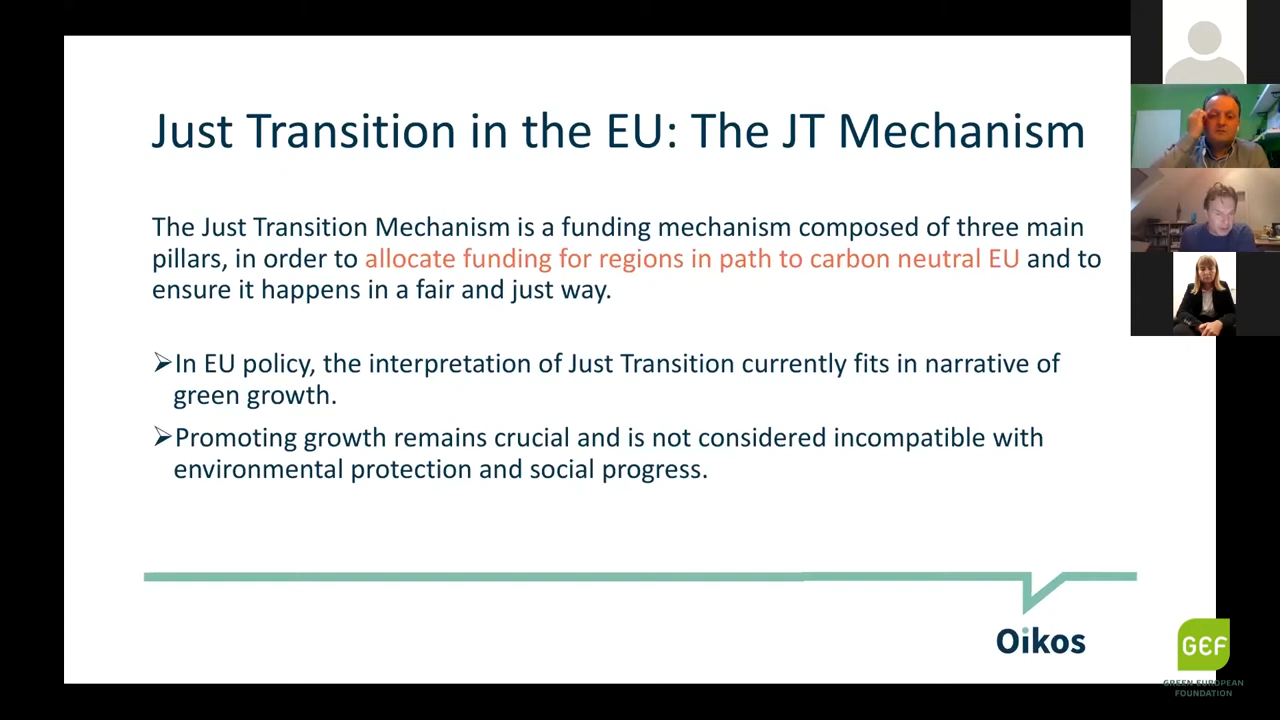 Just Transition in the EU: The JT Mechanism
The Just Transition Mechanism is a funding mechanism composed of three main
pillars, in order to allocate funding for regions in path to carbon neutral EU and to
ensure it happens in a fair and just way.
➢In EU policy, the interpretation of Just Transition currently fits in narrative of
green growth.
➢Promoting growth remains crucial and is not considered incompatible with
environmental protection and social progress.
Oikos
GEF
GREEN EUROPEAN
FOUNDATION